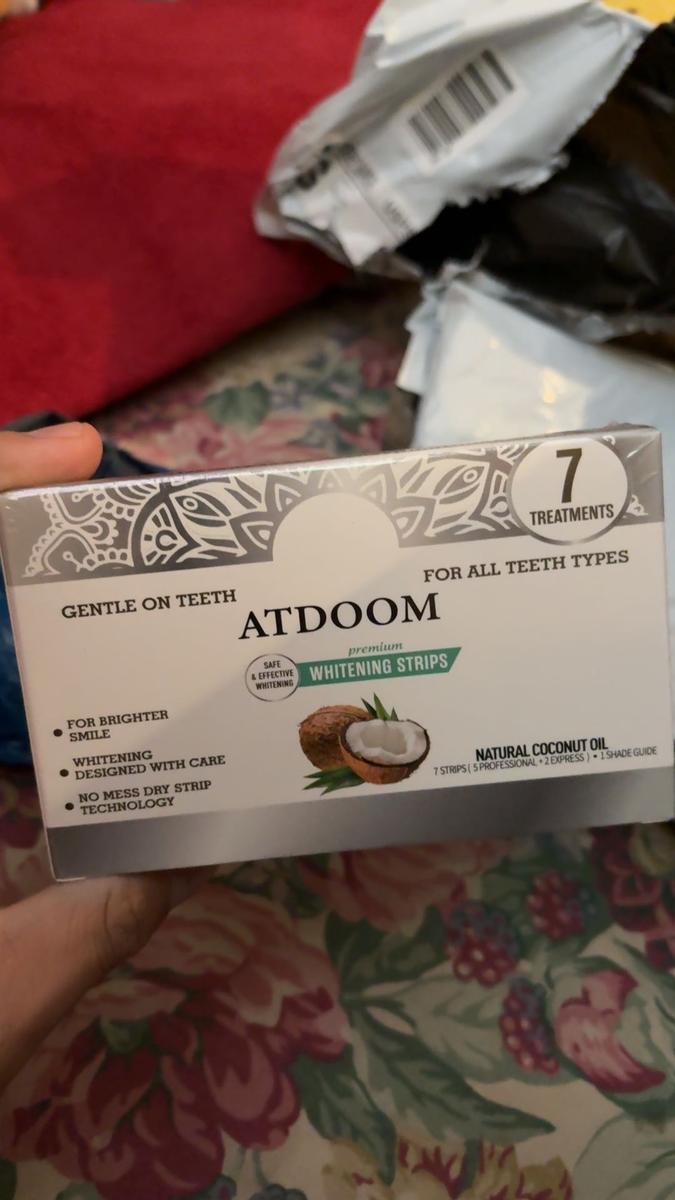 7
TREATMENTS
FOR ALL TEETH TYPES
GENTLE ON TEETH
ATDOOM
premium
SAFE
& EFFECTIVE
WHITENING
WHITENING STRIPS
• FOR BRIGHTER
SMILE
• WHITENING
DESIGNED WITH CARE
• NO MESS DRY STRIP
TECHNOLOGY
NATURAL COCONUT OIL
7 STRIPS ( 5 PROFESSIONAL + 2 EXPRESS ) • 1 SHADE GUIDE